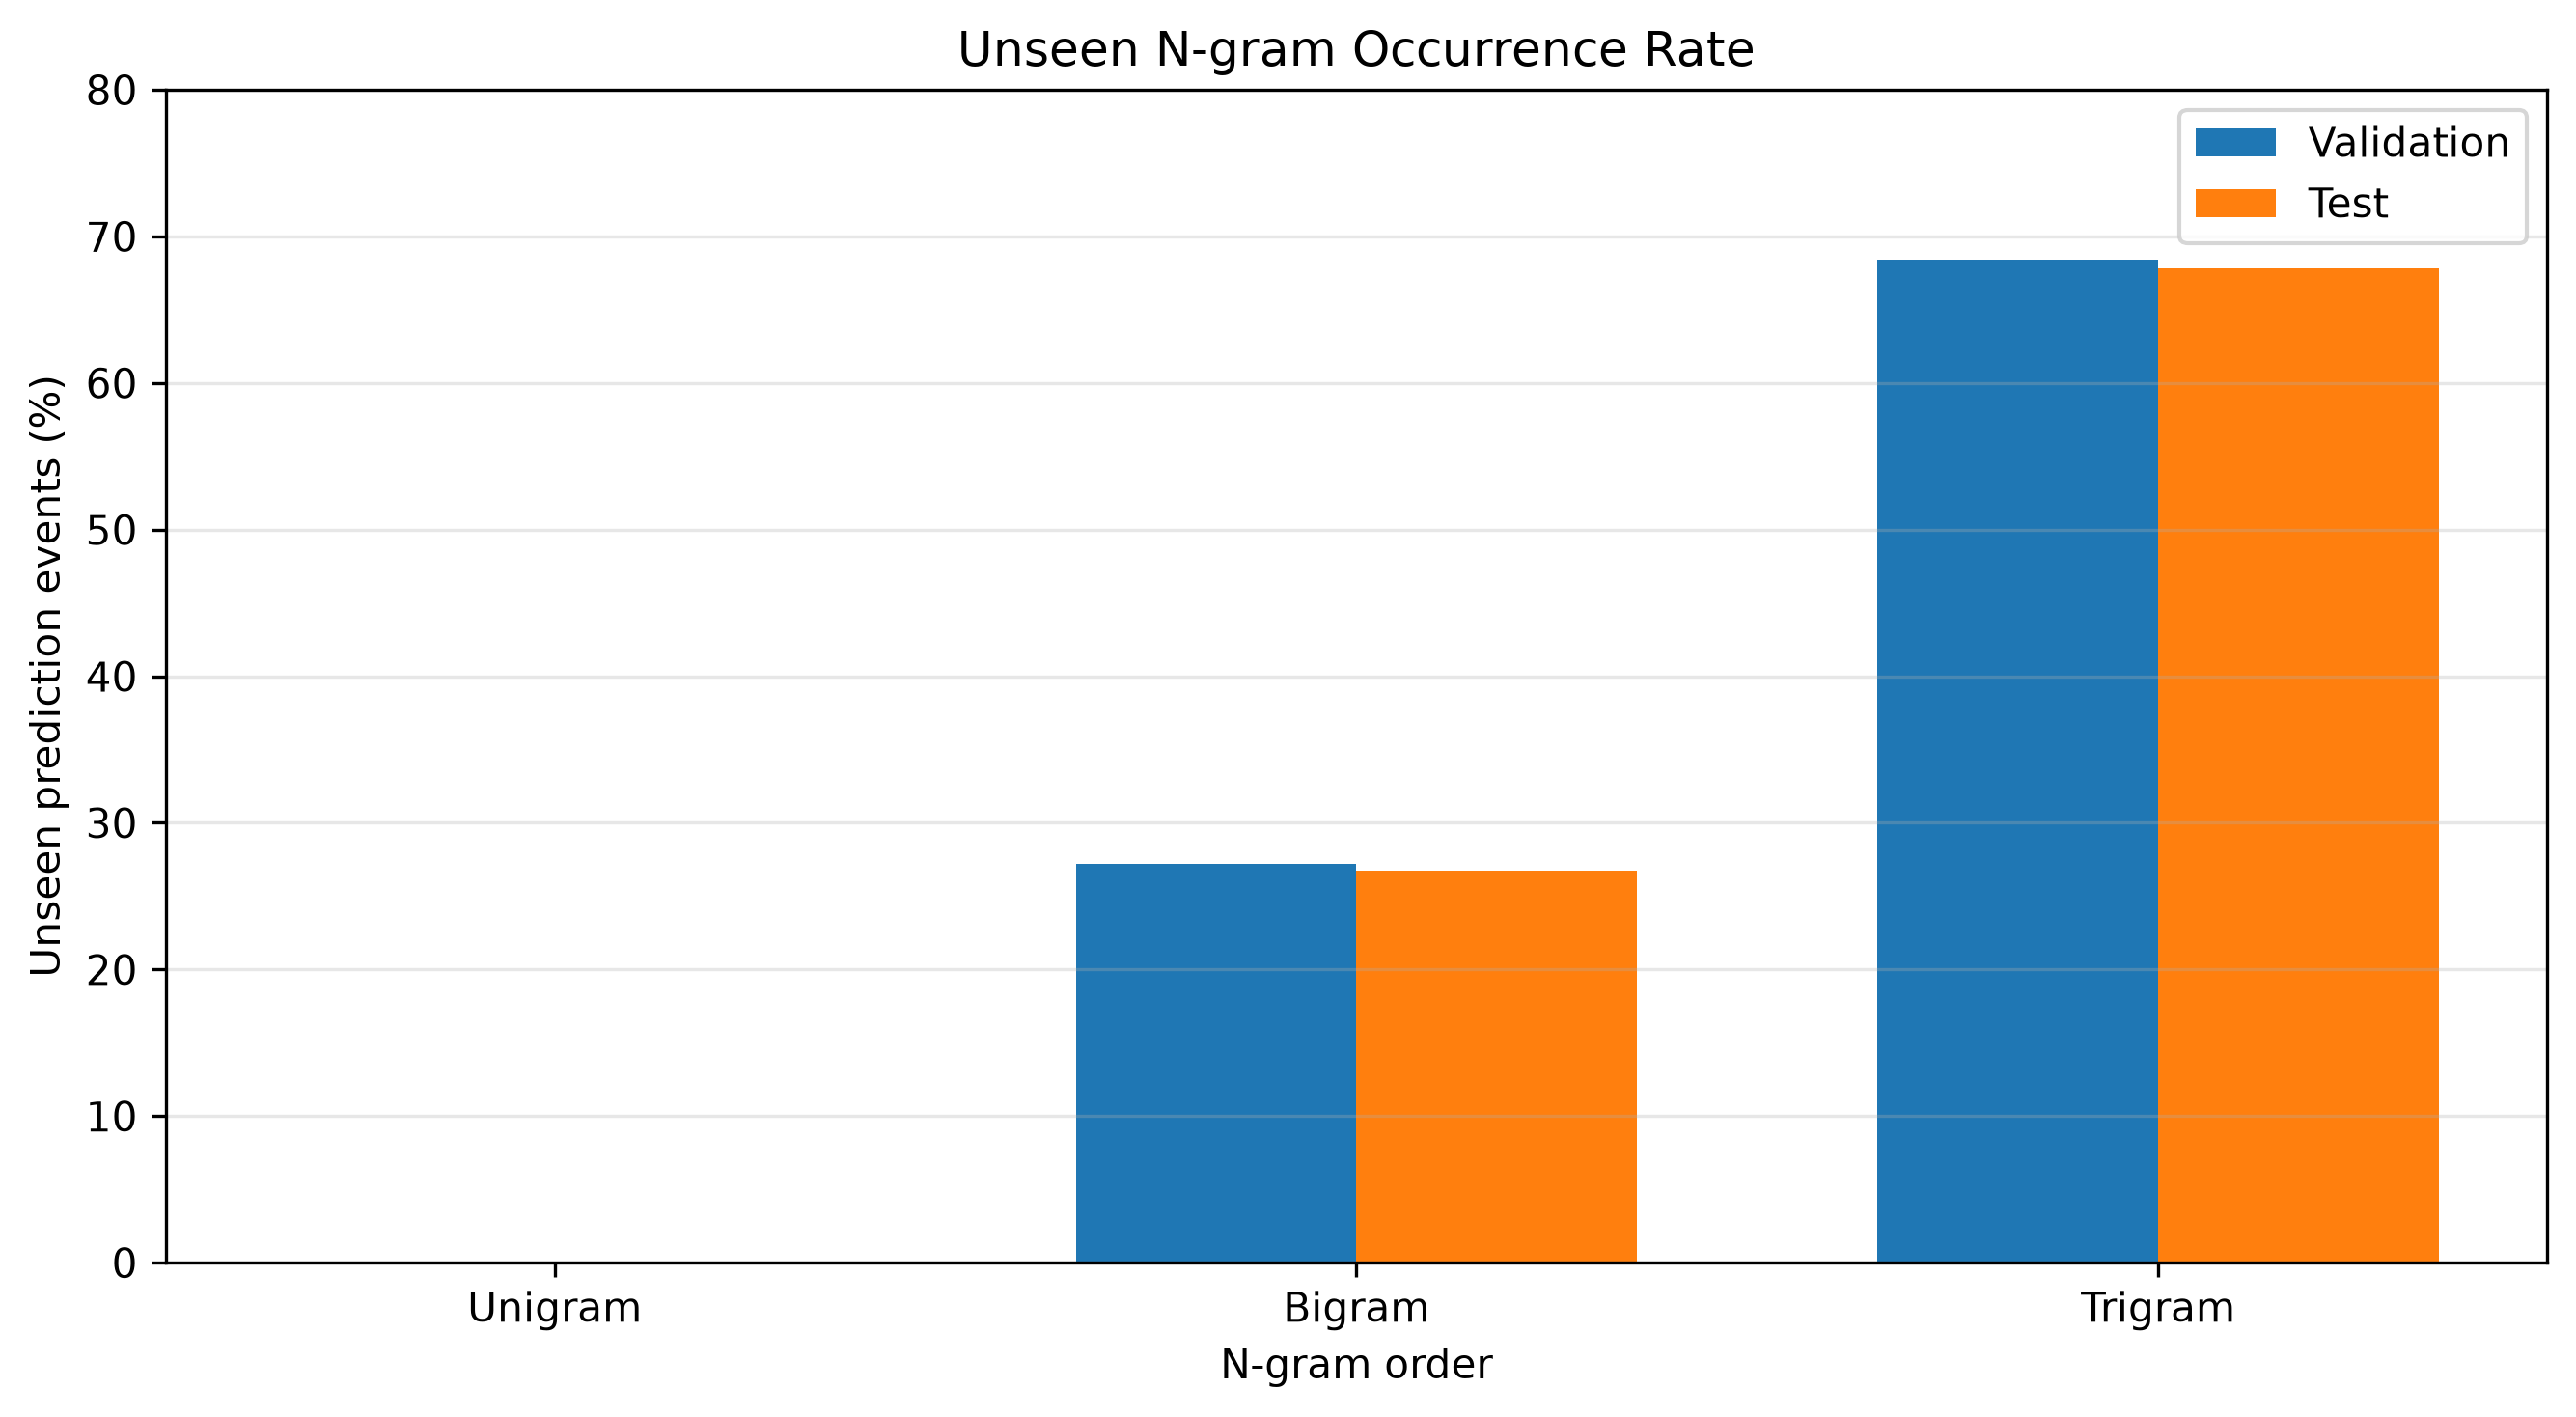 Unseen N-gram Occurrence Rate
Validation
Test
Unseen prediction events (%)
80
70
60
50
40
30
20
10
0
Unigram Bigram Trigram
N-gram order